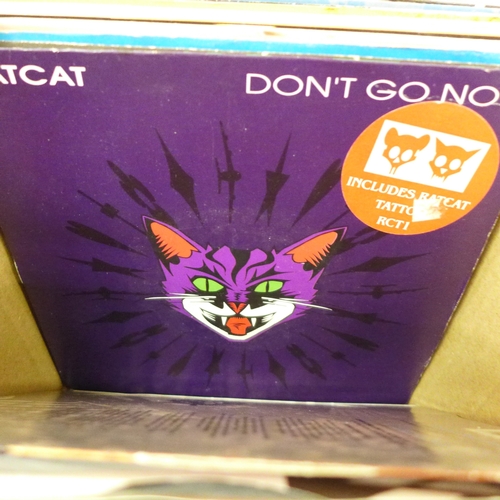 ATCAT
DON'T GO NO
INCLUDES RATCAT
TATTO
RCT1